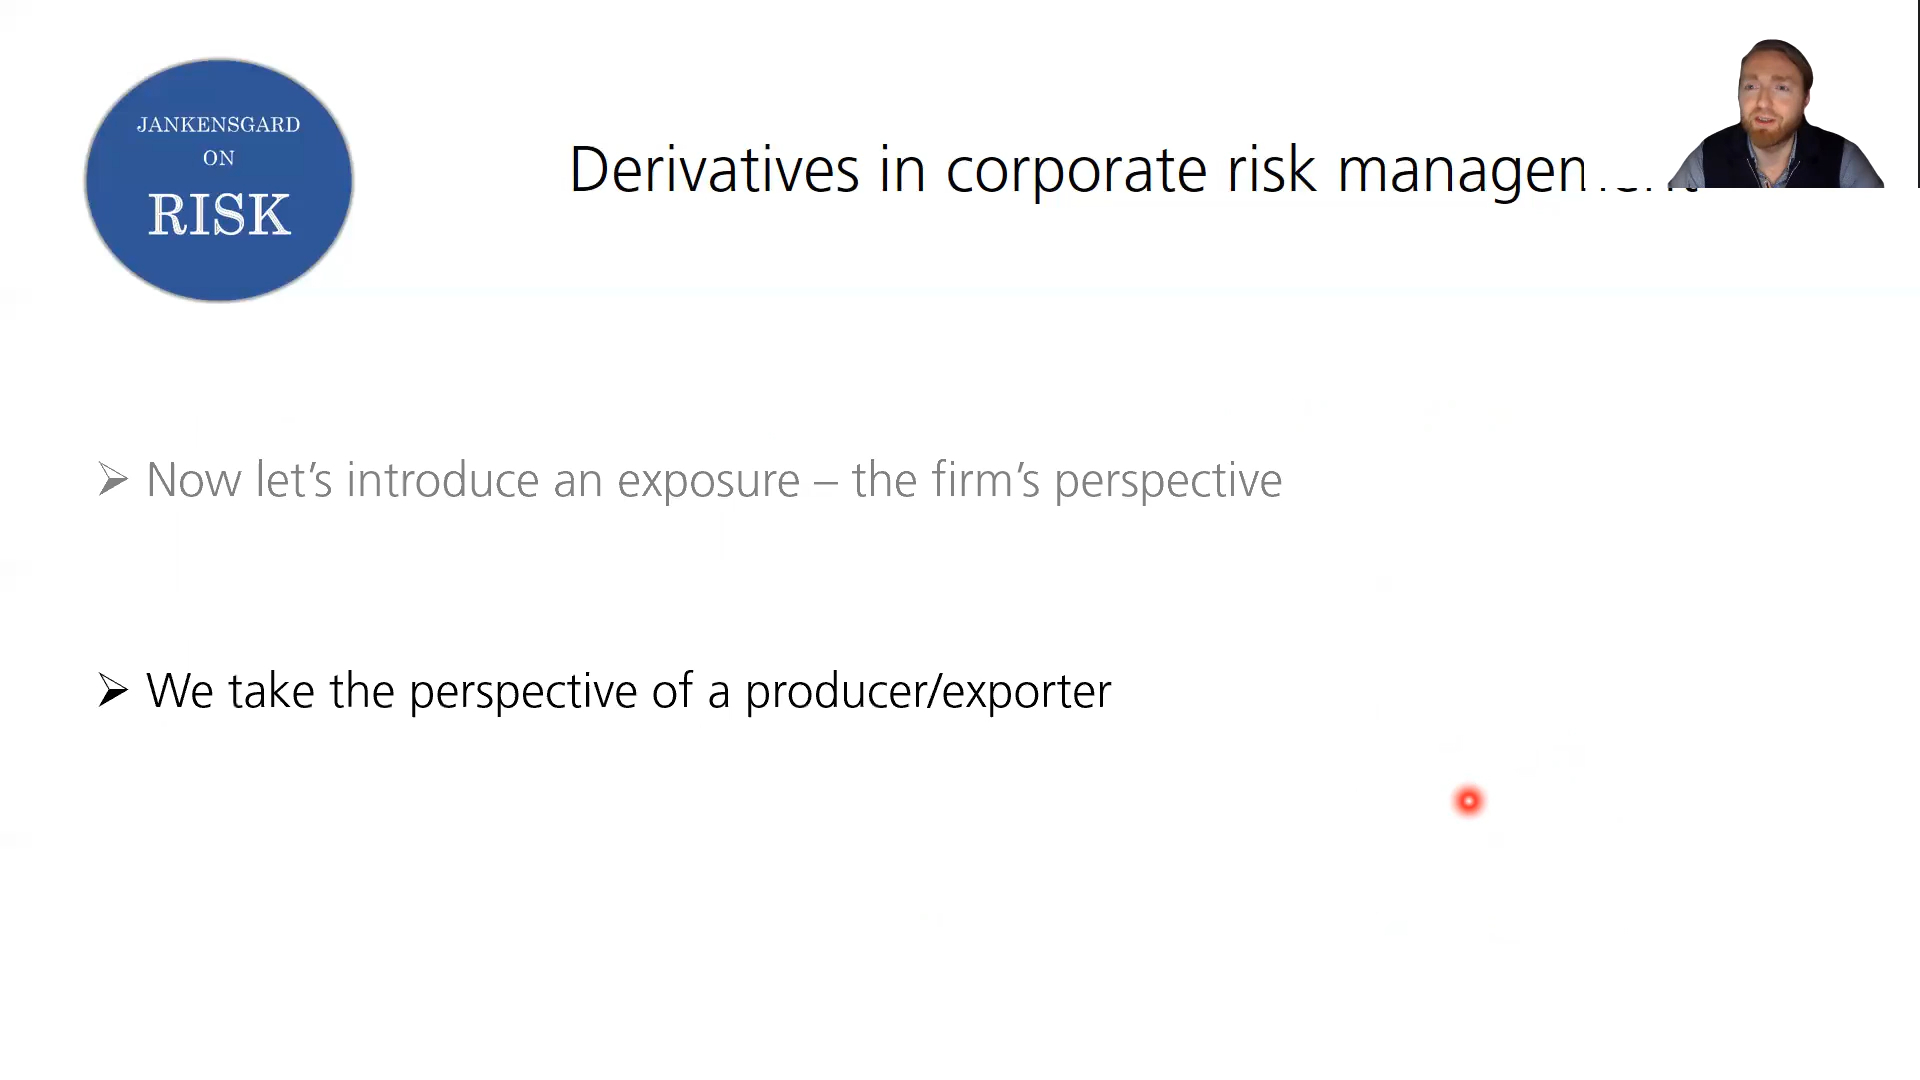 JANKENSGARD
ON
RISK
Derivatives in corporate risk management
➢ Now let’s introduce an exposure – the firm’s perspective
➢ We take the perspective of a producer/exporter